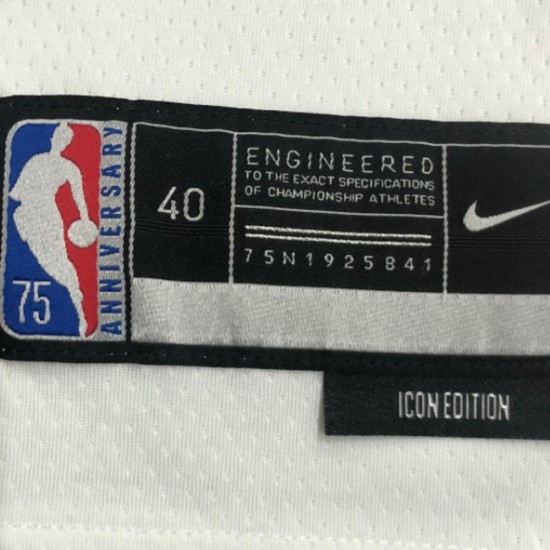 75
ANNIVERSARY
40
ENGINEERED
TO THE EXACT SPECIFICATIONS
OF CHAMPIONSHIP ATHLETES
75N1925841
ICON EDITION